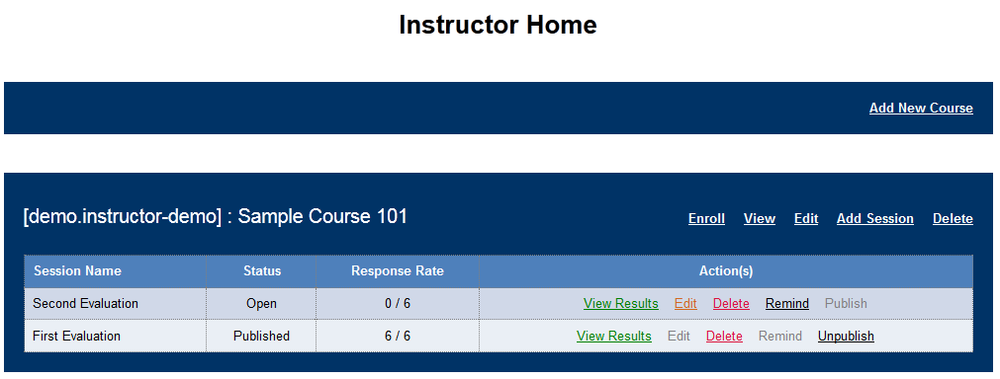 Instructor Home
Add New Course
[demo.instructor-demo] : Sample Course 101 Enroll View Edit Add Session Delete
Session Name Status Response Rate Action(s)
Second Evaluation Open 0 / 6 View Results Edit Delete Remind Publish
First Evaluation Published 6 / 6 View Results Edit Delete Remind Unpublish